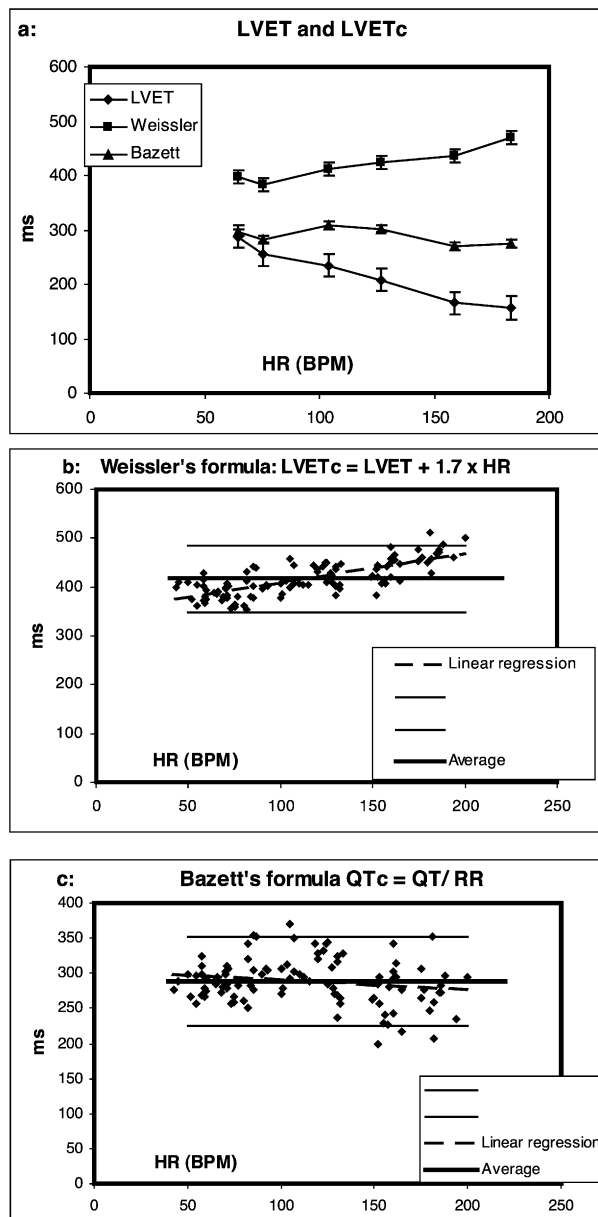 a: LVET and LVETc
600
500
400
300
200
100
0
ms
LVET
Weissler
Bazett
HR (BPM)
0 50 100 150 200
b: Weissler's formula: LVETc = LVET + 1.7 x HR
600
500
400
300
200
100
0
ms
Linear regression
Average
HR (BPM)
0 50 100 150 200 250
c: Bazett's formula QTc = QT/ RR
400
350
300
250
200
150
100
50
0
ms
Linear regression
Average
HR (BPM)
0 50 100 150 200 250